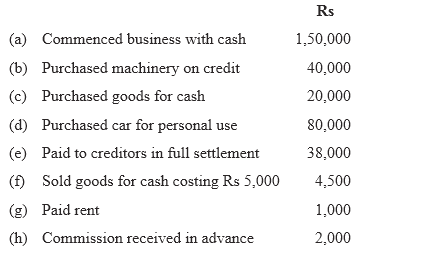 Rs
(a) Commenced business with cash 1,50,000
(b) Purchased machinery on credit 40,000
(c) Purchased goods for cash 20,000
(d) Purchased car for personal use 80,000
(e) Paid to creditors in full settlement 38,000
(f) Sold goods for cash costing Rs 5,000 4,500
(g) Paid rent 1,000
(h) Commission received in advance 2,000